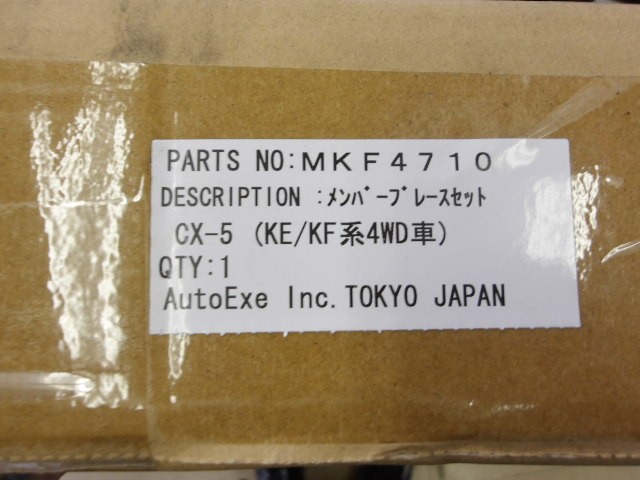 PARTS NO:MKF4710
DESCRIPTION :ﾒﾝﾊﾞｰﾌﾞﾚｰｽｾｯﾄ
CX-5 (KE/KF系4WD車)
QTY:1
AutoExe Inc.TOKYO JAPAN